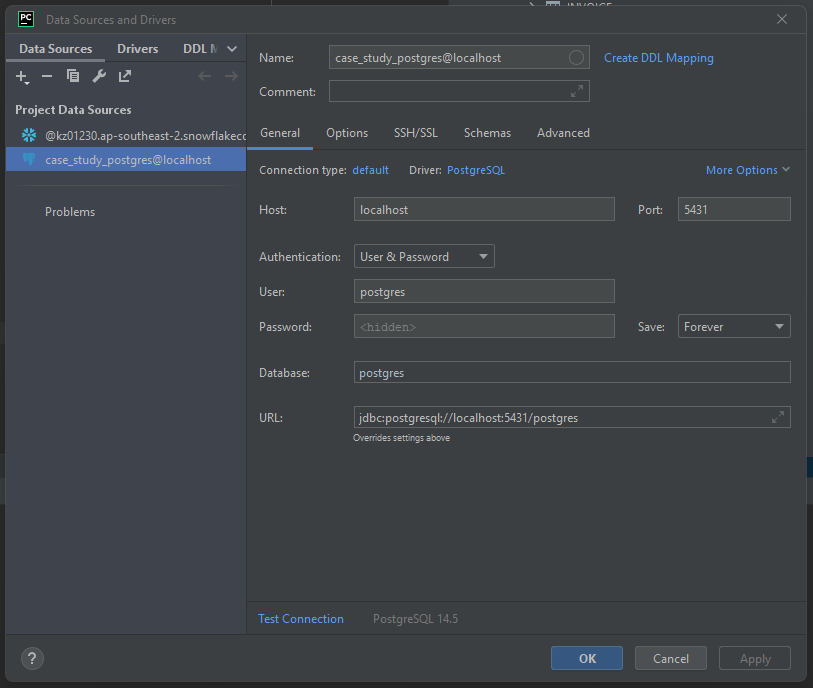 INVOICE
PC Data Sources and Drivers
Data Sources Drivers DDL M
Project Data Sources
@kz01230.ap-southeast-2.snowflakecc
case_study_postgres@localhost
Problems
Name: case_study_postgres@localhost Create DDL Mapping
Comment:
General Options SSH/SSL Schemas Advanced
Connection type: default Driver: PostgreSQL More Options
Host: localhost Port: 5431
Authentication: User & Password
User: postgres
Password: <hidden> Save: Forever
Database: postgres
URL: jdbc:postgresql://localhost:5431/postgres
Overrides settings above
Test Connection PostgreSQL 14.5
? OK Cancel Apply